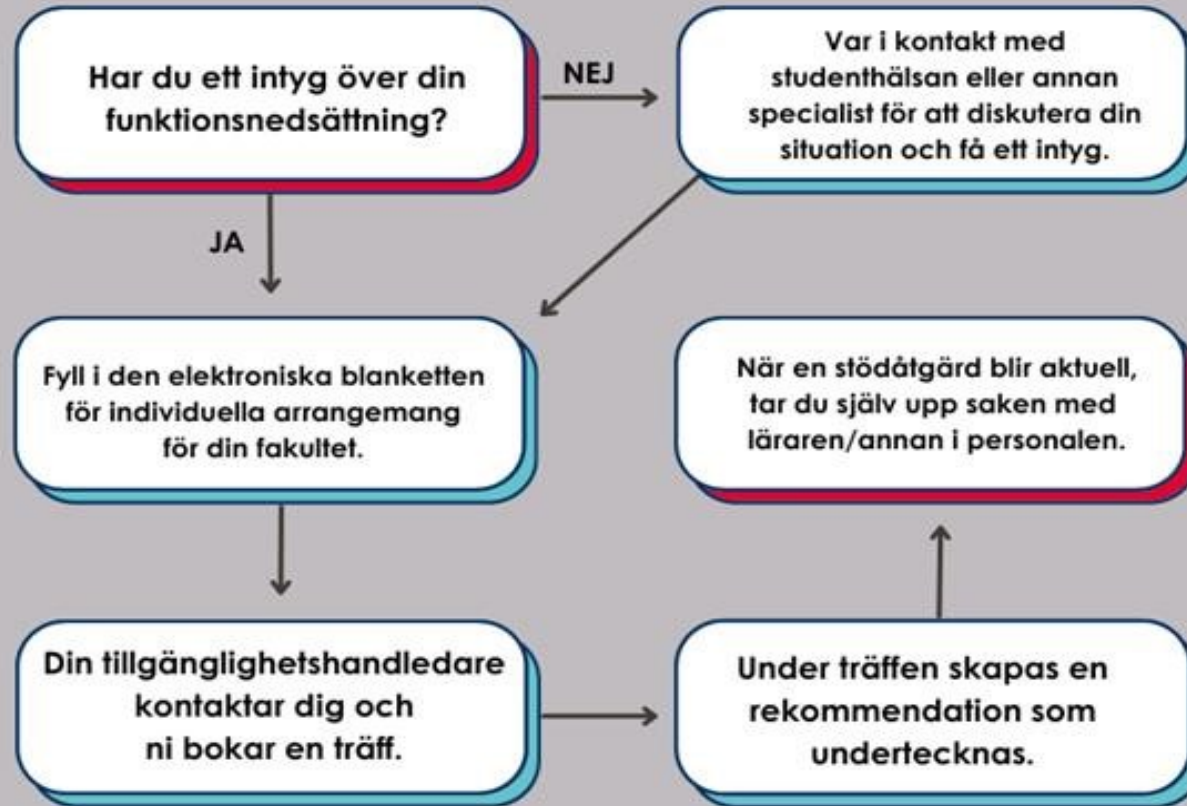 Har du ett intyg över din
funktionsnedsättning?
NEJ
Var i kontakt med
studenthälsan eller annan
specialist för att diskutera din
situation och få ett intyg.
JA
Fyll i den elektroniska blanketten
för individuella arrangemang
för din fakultet.
Din tillgänglighetshandledare
kontaktar dig och
ni bokar en träff.
Under träffen skapas en
rekommendation som
undertecknas.
När en stödåtgärd blir aktuell,
tar du själv upp saken med
läraren/annan i personalen.